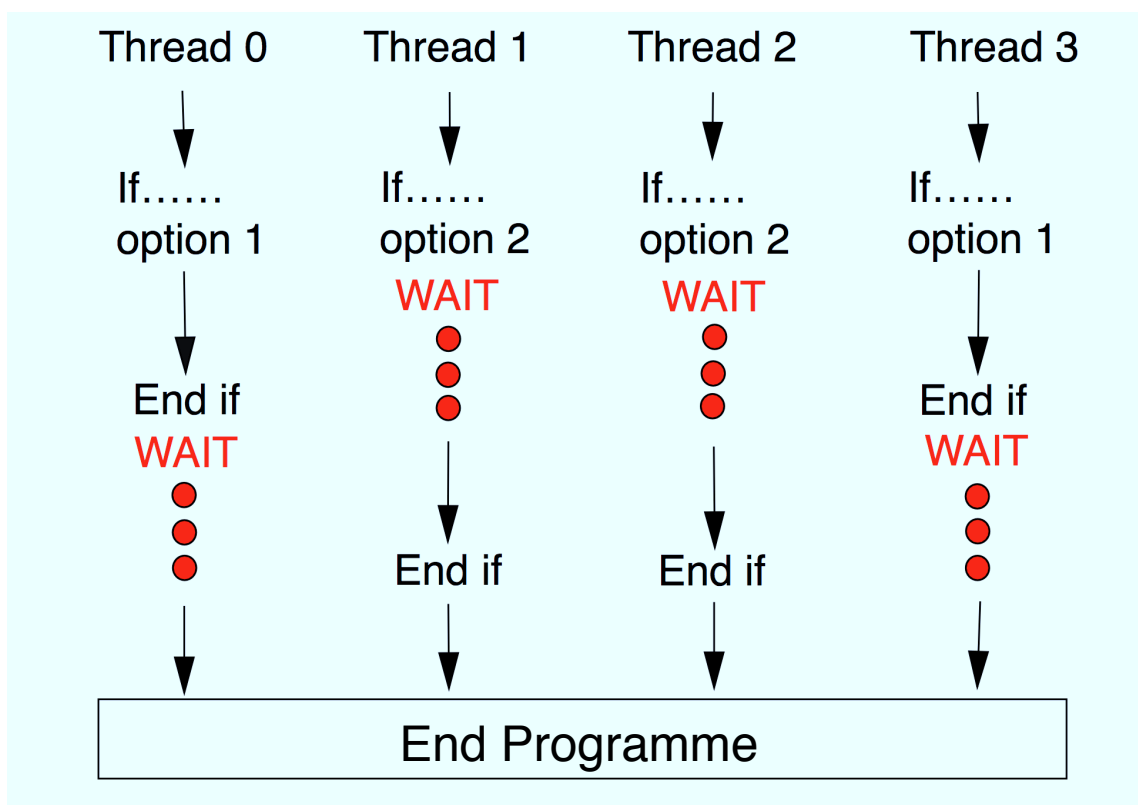 Thread 0 Thread 1 Thread 2 Thread 3
If...... If...... If...... If......
option 1 option 2 option 2 option 1
WAIT WAIT
End if End if
WAIT WAIT
End if End if
End Programme